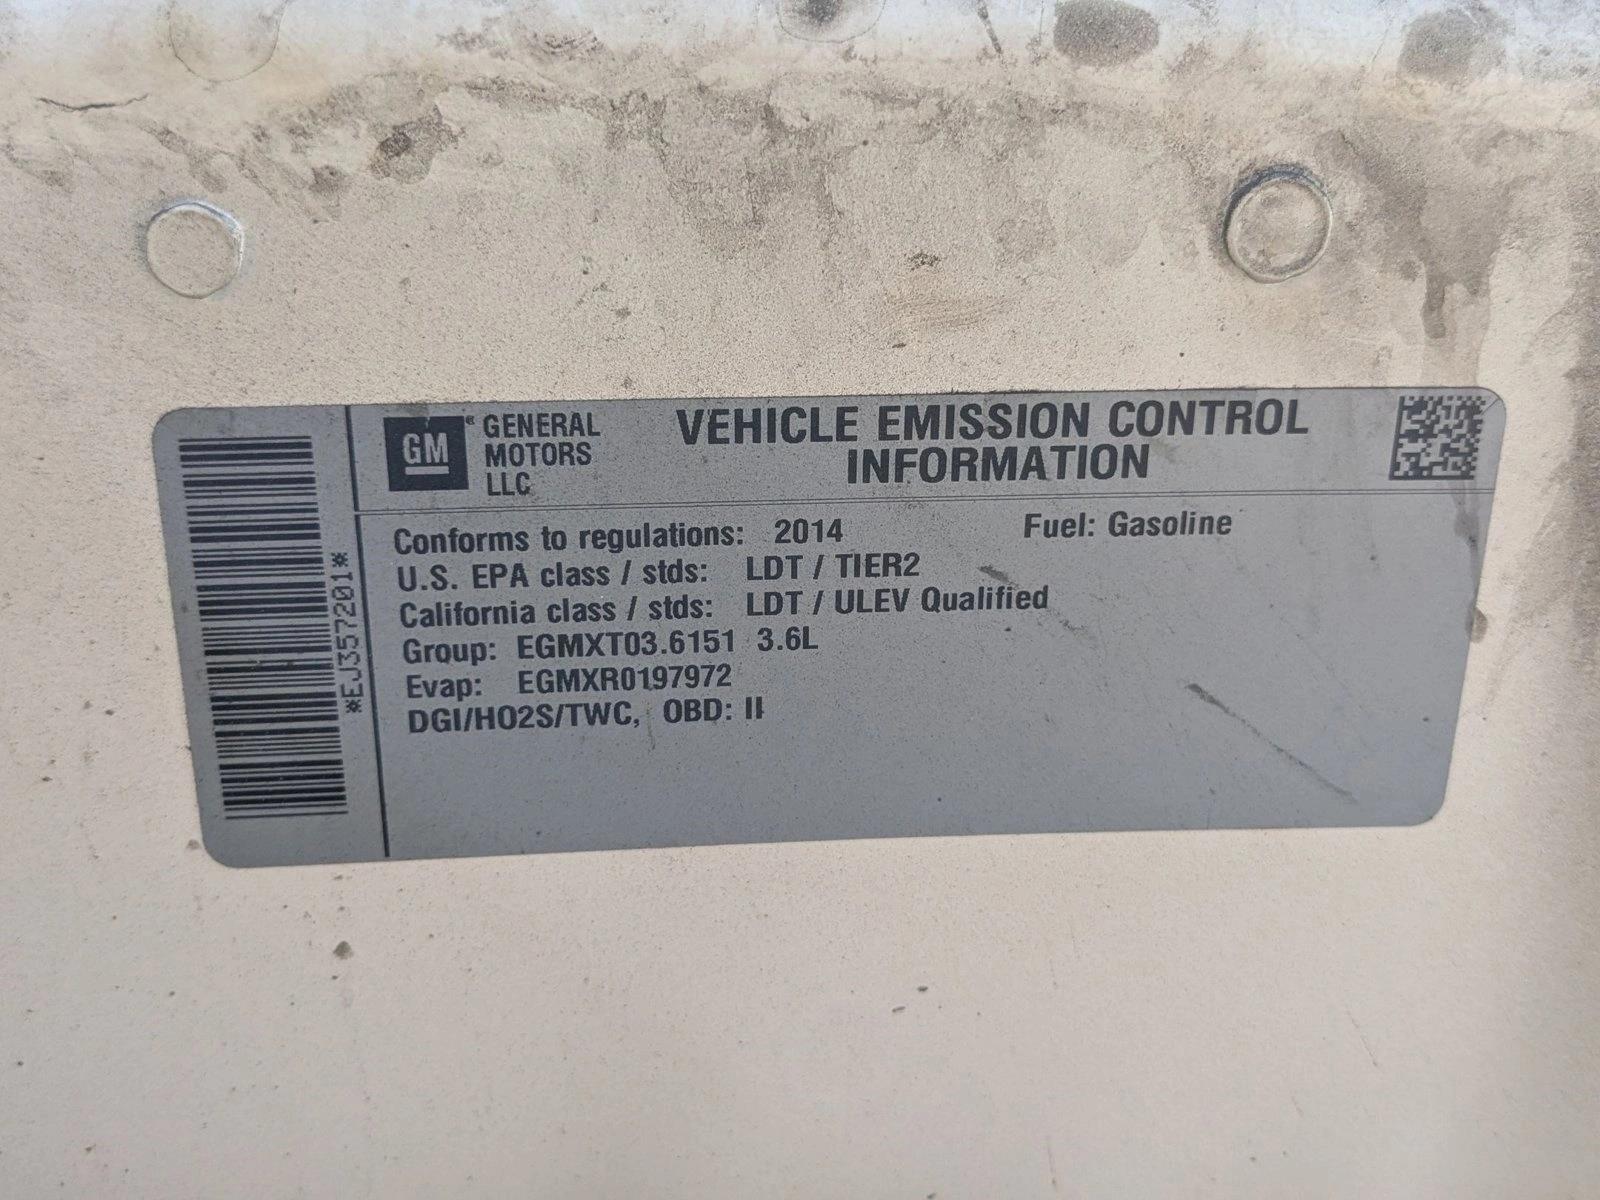 *EJ357201*
GM®
GENERAL
MOTORS
LLC
VEHICLE EMISSION CONTROL
INFORMATION
Conforms to regulations: 2014 Fuel: Gasoline
U.S. EPA class / stds: LDT / TIER2
California class / stds: LDT / ULEV Qualified
Group: EGMXT03.6151 3.6L
Evap: EGMXR0197972
DGI/HO2S/TWC, OBD: II